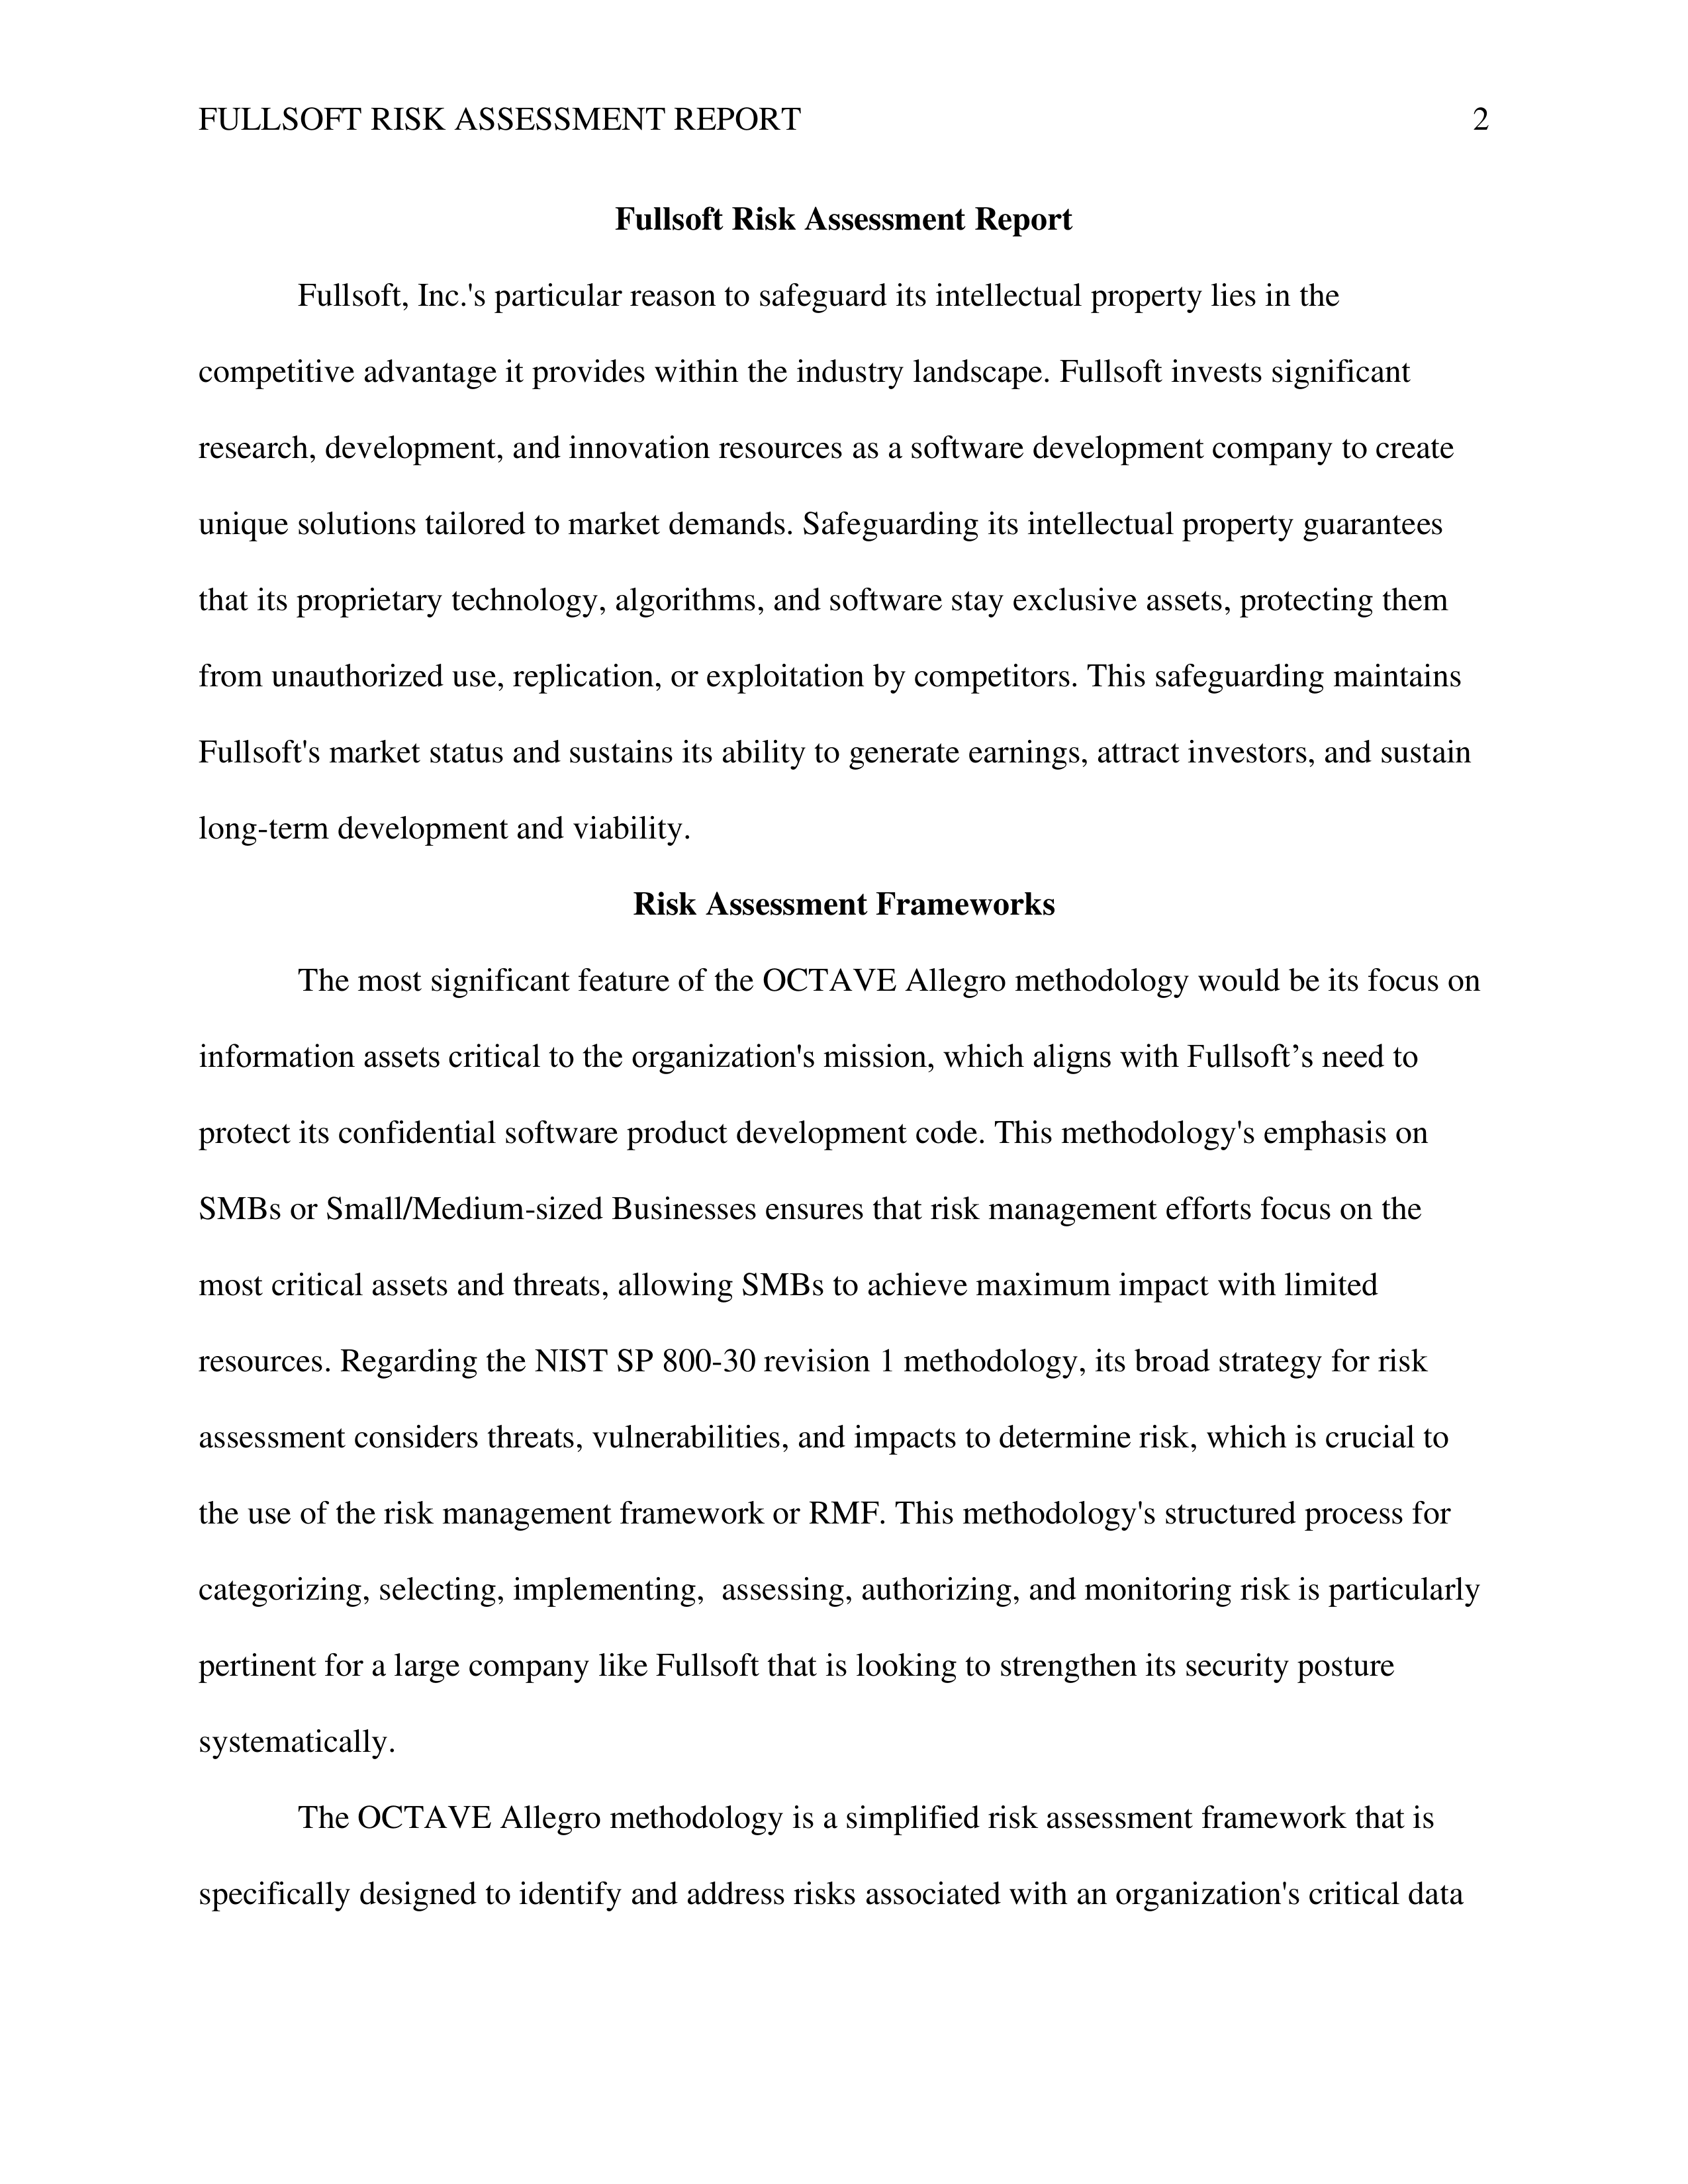 FULLSOFT RISK ASSESSMENT REPORT 2
Fullsoft Risk Assessment Report
Fullsoft, Inc.'s particular reason to safeguard its intellectual property lies in the
competitive advantage it provides within the industry landscape. Fullsoft invests significant
research, development, and innovation resources as a software development company to create
unique solutions tailored to market demands. Safeguarding its intellectual property guarantees
that its proprietary technology, algorithms, and software stay exclusive assets, protecting them
from unauthorized use, replication, or exploitation by competitors. This safeguarding maintains
Fullsoft's market status and sustains its ability to generate earnings, attract investors, and sustain
long-term development and viability.
Risk Assessment Frameworks
The most significant feature of the OCTAVE Allegro methodology would be its focus on
information assets critical to the organization's mission, which aligns with Fullsoft’s need to
protect its confidential software product development code. This methodology's emphasis on
SMBs or Small/Medium-sized Businesses ensures that risk management efforts focus on the
most critical assets and threats, allowing SMBs to achieve maximum impact with limited
resources. Regarding the NIST SP 800-30 revision 1 methodology, its broad strategy for risk
assessment considers threats, vulnerabilities, and impacts to determine risk, which is crucial to
the use of the risk management framework or RMF. This methodology's structured process for
categorizing, selecting, implementing,  assessing, authorizing, and monitoring risk is particularly
pertinent for a large company like Fullsoft that is looking to strengthen its security posture
systematically.
The OCTAVE Allegro methodology is a simplified risk assessment framework that is
specifically designed to identify and address risks associated with an organization's critical data